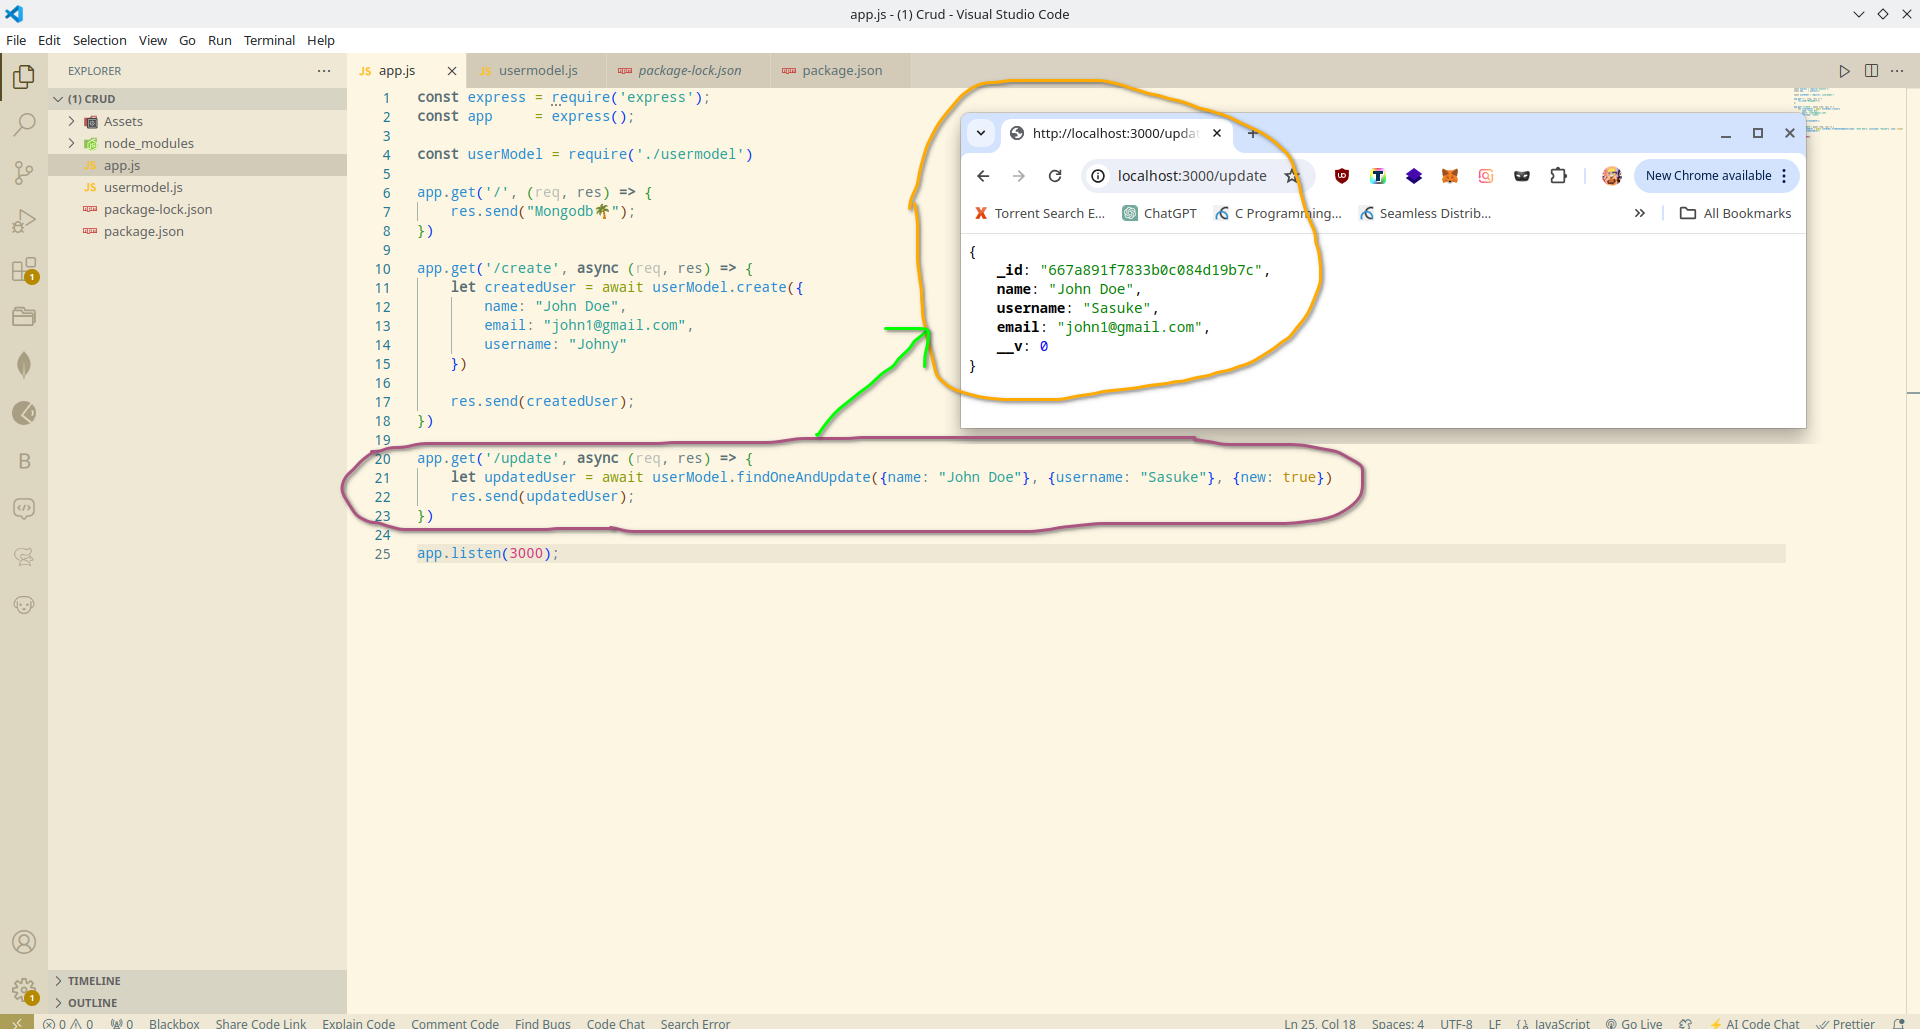 app.js - (1) Crud - Visual Studio Code
File Edit Selection View Go Run Terminal Help
EXPLORER
(1) CRUD
Assets
node_modules
app.js
usermodel.js
package-lock.json
package.json
TIMELINE
OUTLINE
app.js usermodel.js package-lock.json package.json
1 const express = require('express');
2 const app     = express();
3
4 const userModel = require('./usermodel')
5
6 app.get('/', (req, res) => {
7     res.send("Mongodb🌴");
8 })
9
10 app.get('/create', async (req, res) => {
11     let createdUser = await userModel.create({
12         name: "John Doe",
13         email: "john1@gmail.com",
14         username: "Johny"
15     })
16
17     res.send(createdUser);
18 })
19
20 app.get('/update', async (req, res) => {
21     let updatedUser = await userModel.findOneAndUpdate({name: "John Doe"}, {username: "Sasuke"}, {new: true})
22     res.send(updatedUser);
23 })
24
25 app.listen(3000);
http://localhost:3000/updat
localhost:3000/update
New Chrome available
Torrent Search E... ChatGPT C Programming... Seamless Distrib... » All Bookmarks
{
_id: "667a891f7833b0c084d19b7c",
name: "John Doe",
username: "Sasuke",
email: "john1@gmail.com",
__v: 0
}
1
1
0 0 0 Blackbox Share Code Link Explain Code Comment Code Find Bugs Code Chat Search Error Ln 25, Col 18 Spaces: 4 UTF-8 LF JavaScript Go Live AI Code Chat Prettier